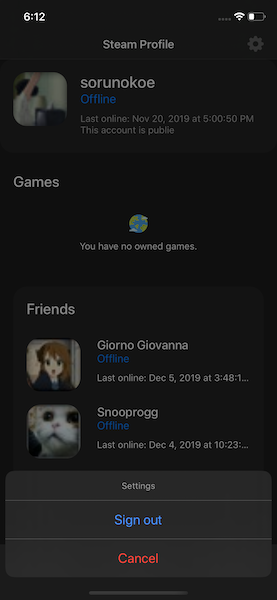 6:12
Steam Profile
sorunokoe
Offline
Last online: Nov 20, 2019 at 5:00:50 PM
This account is publie
Games
You have no owned games.
Friends
Giorno Giovanna
Offline
Last online: Dec 5, 2019 at 3:48:1...
Snooprogg
Offline
Last online: Dec 4, 2019 at 10:23:...
Settings
Sign out
Cancel